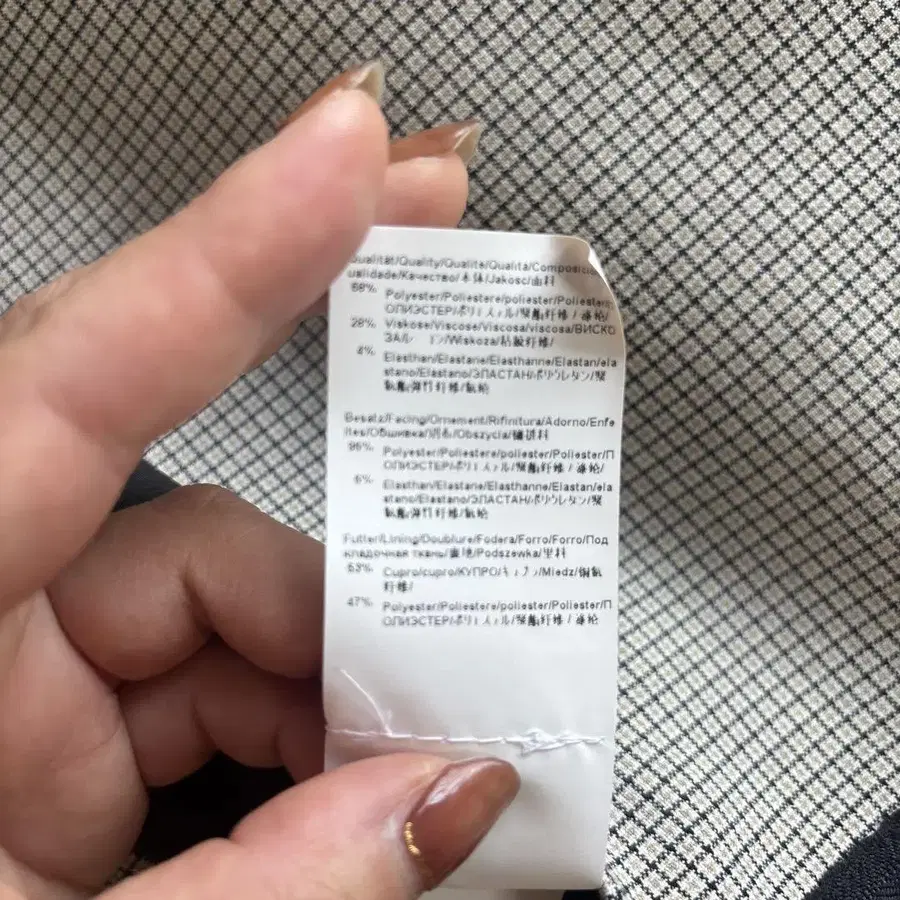 Qualität/Quality/Qualite/Qualita/Composicio
ualidade/Качество/本体/Jakosc/面料
68% Polyester/Poliestere/poliester/Poliester/
ОЛИЭСТЕР/ポリエステル/聚酯纤维/涤纶/
28% Viskose/Viscose/Viscosa/viscosa/ВИСКО
ЗА/Wiskoza/粘胶纤维/
4% Elasthan/Elastane/Elasthanne/Elastan/ela
stano/Elastano/ЭЛАСТАН/ポリウレタン/聚
氨酯弹性纤维/氨纶
Besatz/Facing/Ornement/Rifinitura/Adorno/Enfe
ites/Обшивка/Obszycia/镶拼料
Polyester/Poliestere/poliester/Poliester/П
ОЛИЭСТЕР/ポリエステル/聚酯纤维/涤纶/
Elasthan/Elastane/Elasthanne/Elastan/ela
stano/Elastano/ЭЛАСТАН/ポリウレタン/聚
氨酯弹性纤维/氨纶
Futter/Lining/Doublure/Fodera/Forro/Forro/Под
кладочная ткань/裏地/Podszewka/里料
53% Cupro/cupro/КУПРО/キュプラ/Miedz/铜氨
纤维/
47% Polyester/Poliestere/poliester/Poliester/П
ОЛИЭСТЕР/ポリエステル/聚酯纤维/涤纶/